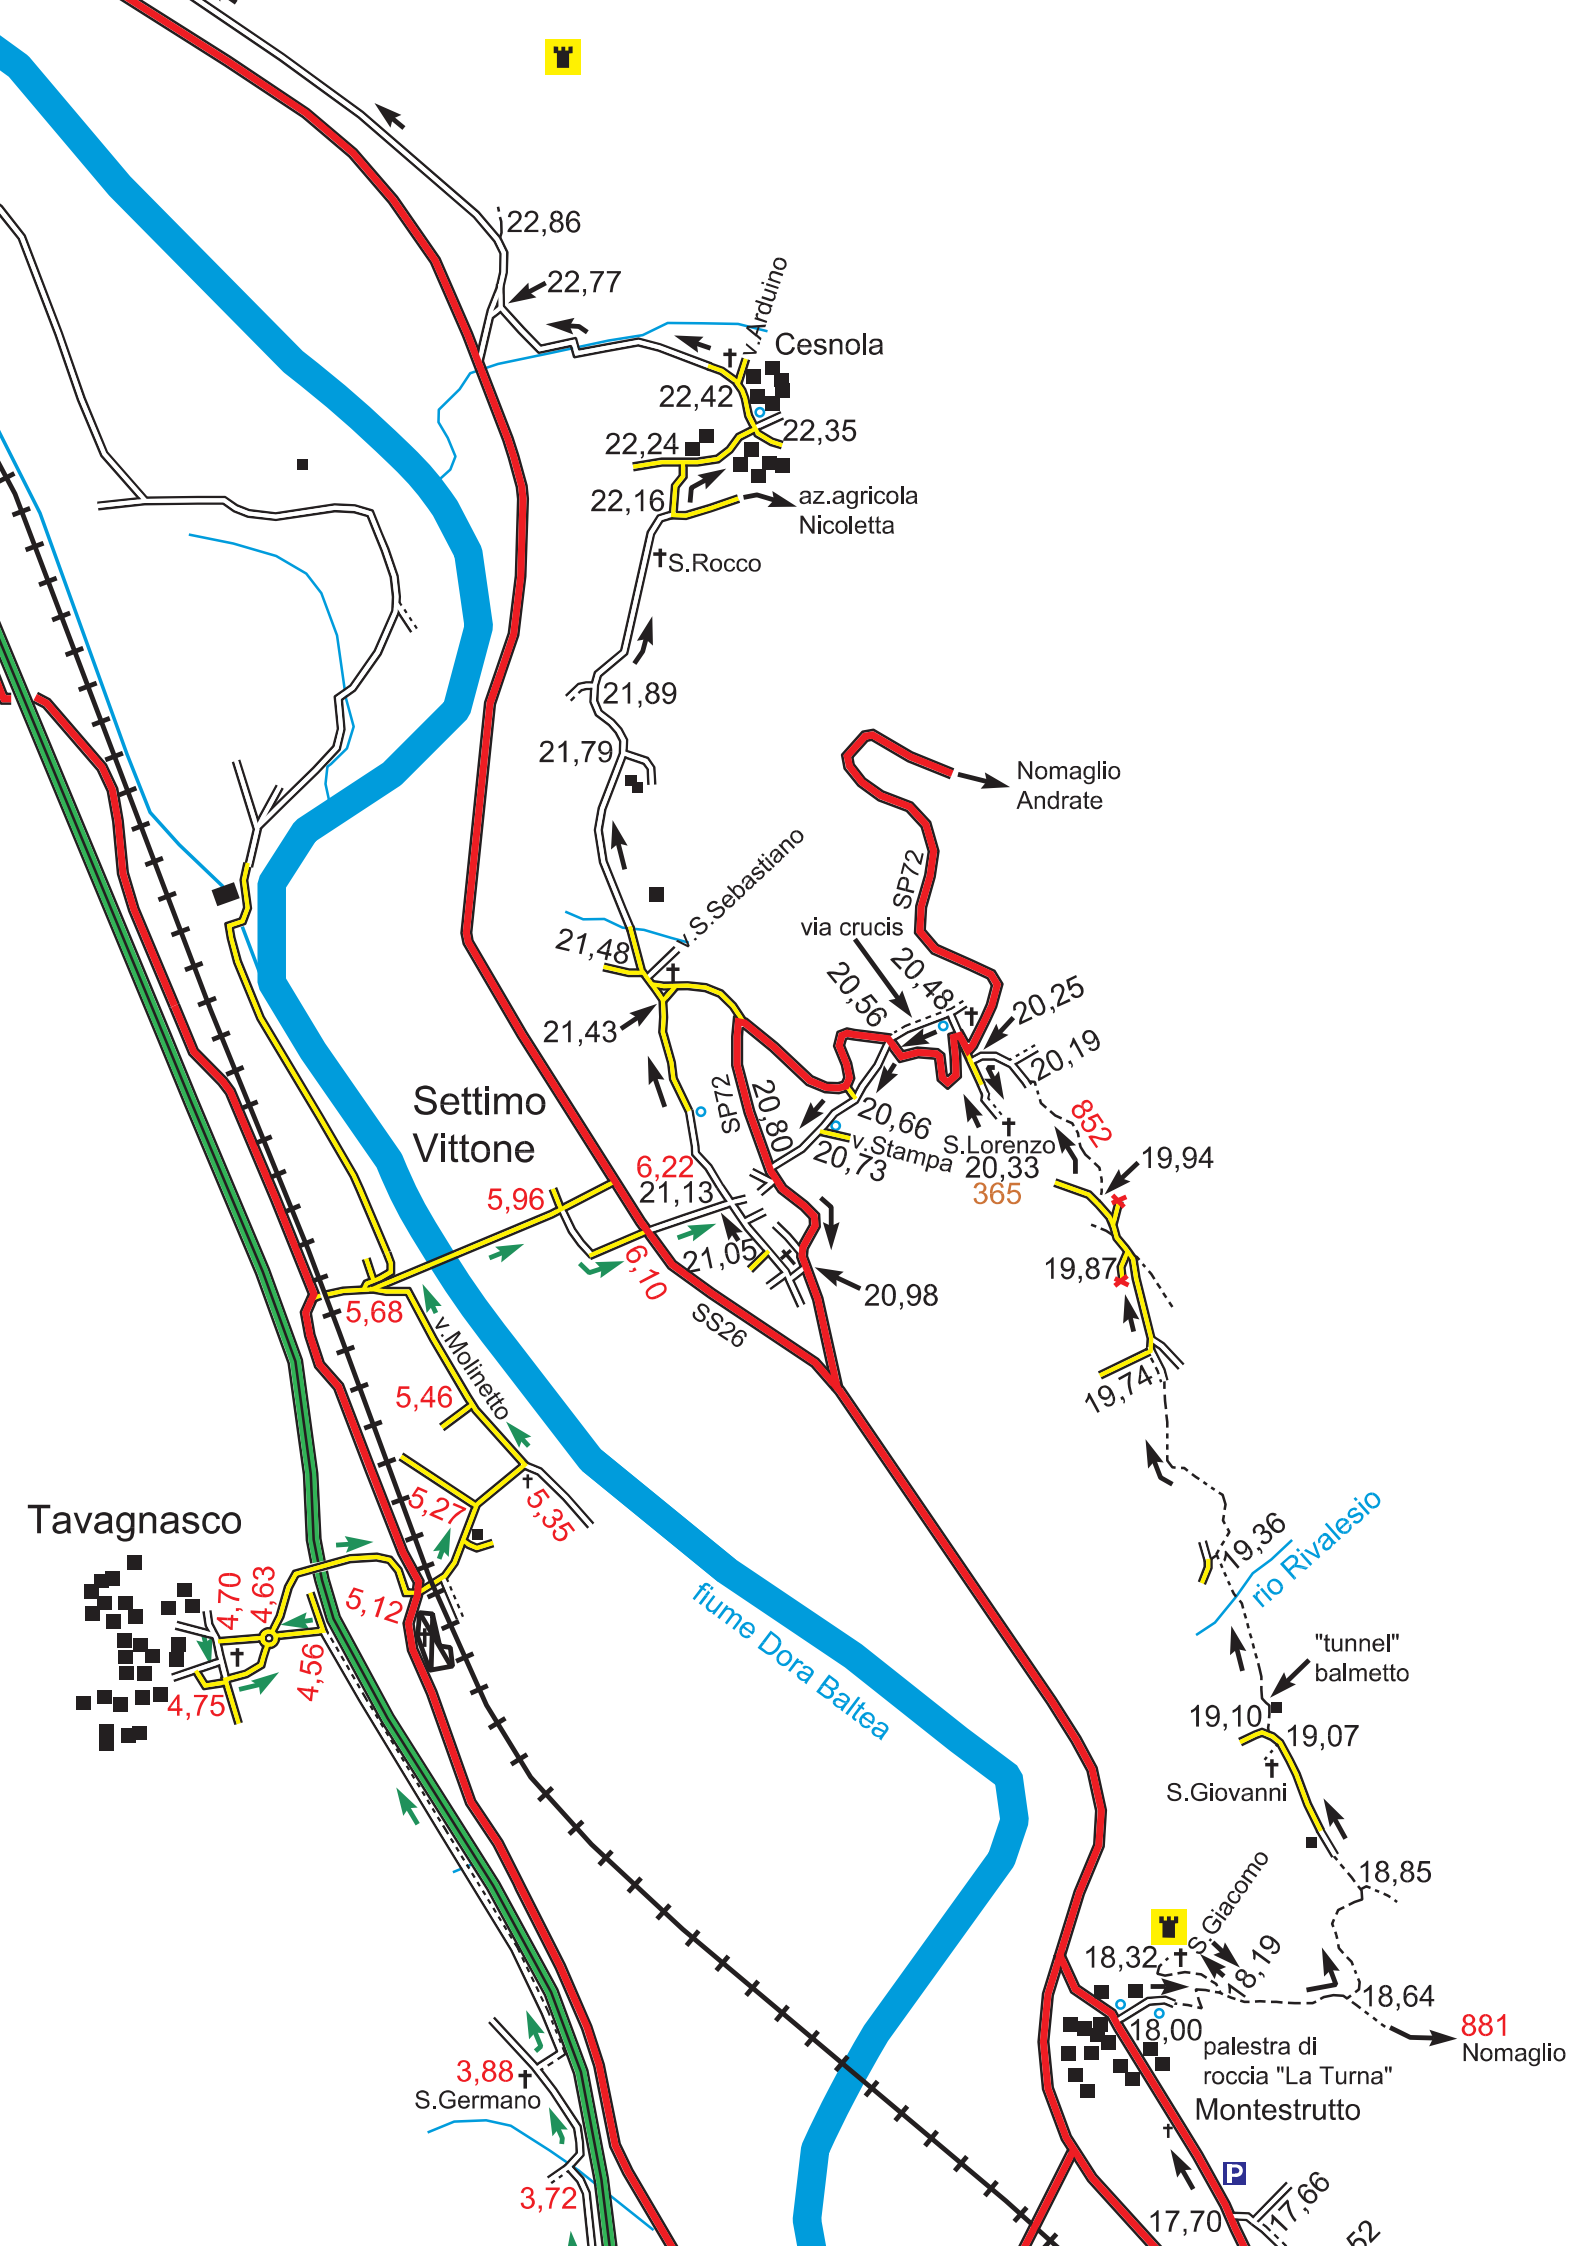 22,86
22,77
v.Arduino
Cesnola
22,42
22,35
22,24
22,16
az.agricola
Nicoletta
S.Rocco
21,89
21,79
Nomaglio
Andrate
SP72
v.S.Sebastiano
via crucis
21,48
20,48
20,56
20,25
21,43
20,19
Settimo
Vittone
SP72
20,80
20,66
852
v.Stampa
S.Lorenzo
20,73
20,33
365
19,94
6,22
21,13
5,96
21,05
6,10
19,87
20,98
5,68
SS26
v.Molinetto
5,46
19,74
5,27
5,35
Tavagnasco
19,36
rio Rivalesio
4,70
4,63
5,12
fiume Dora Baltea
4,56
4,75
"tunnel"
balmetto
19,10
19,07
S.Giovanni
18,85
S.Giacomo
18,32
18,19
18,64
18,00
881
Nomaglio
palestra di
roccia "La Turna"
Montestrutto
3,88
S.Germano
3,72
P
17,66
17,70
52